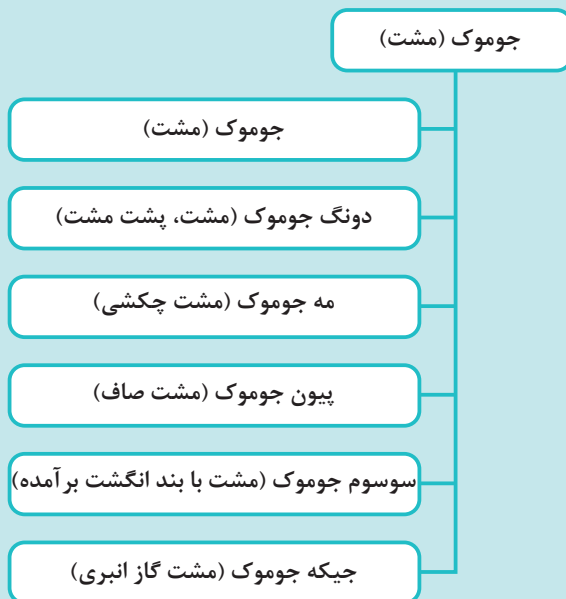 جوموک (مشت)
جوموک (مشت)
دونگ جوموک (مشت، پشت مشت)
مه جوموک (مشت چکشی)
پیون جوموک (مشت صاف)
سوسوم جوموک (مشت با بند انگشت برآمده)
جیکه جوموک (مشت گاز انبری)